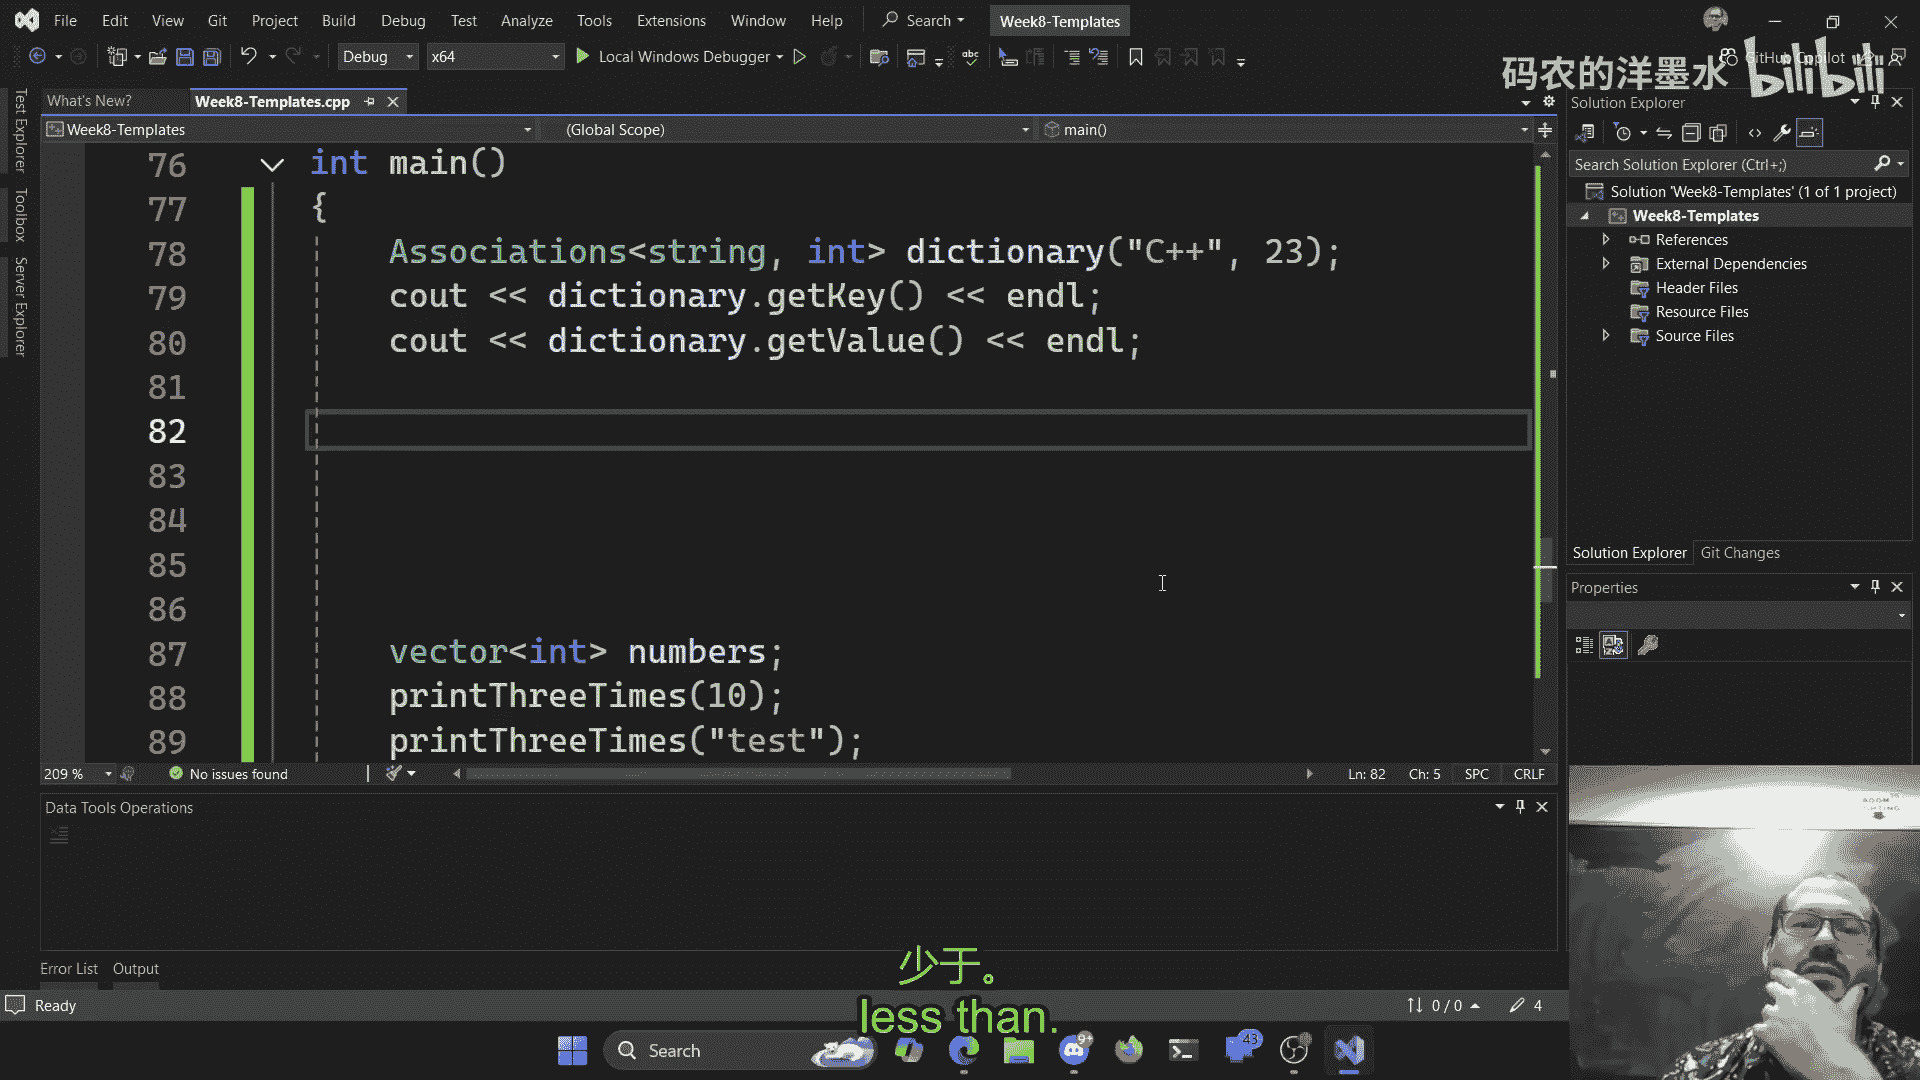 File Edit View Git Project Build Debug Test Analyze Tools Extensions Window Help Search Week8-Templates
Debug x64 Local Windows Debugger GitHub Copilot
码农的洋墨水 bilibili
What's New? Week8-Templates.cpp
Week8-Templates (Global Scope) main()
Test Explorer
Toolbox
Server Explorer
76 int main()
77 {
78 Associations<string, int> dictionary("C++", 23);
79 cout << dictionary.getKey() << endl;
80 cout << dictionary.getValue() << endl;
81
82
83
84
85
86
87 vector<int> numbers;
88 printThreeTimes(10);
89 printThreeTimes("test");
209 % No issues found Ln: 82 Ch: 5 SPC CRLF
Solution Explorer
Search Solution Explorer (Ctrl+;)
Solution 'Week8-Templates' (1 of 1 project)
Week8-Templates
References
External Dependencies
Header Files
Resource Files
Source Files
Solution Explorer Git Changes
Properties
Data Tools Operations
Error List Output
Ready 0 / 0 4
少于。
less than.
Search 9+ 43